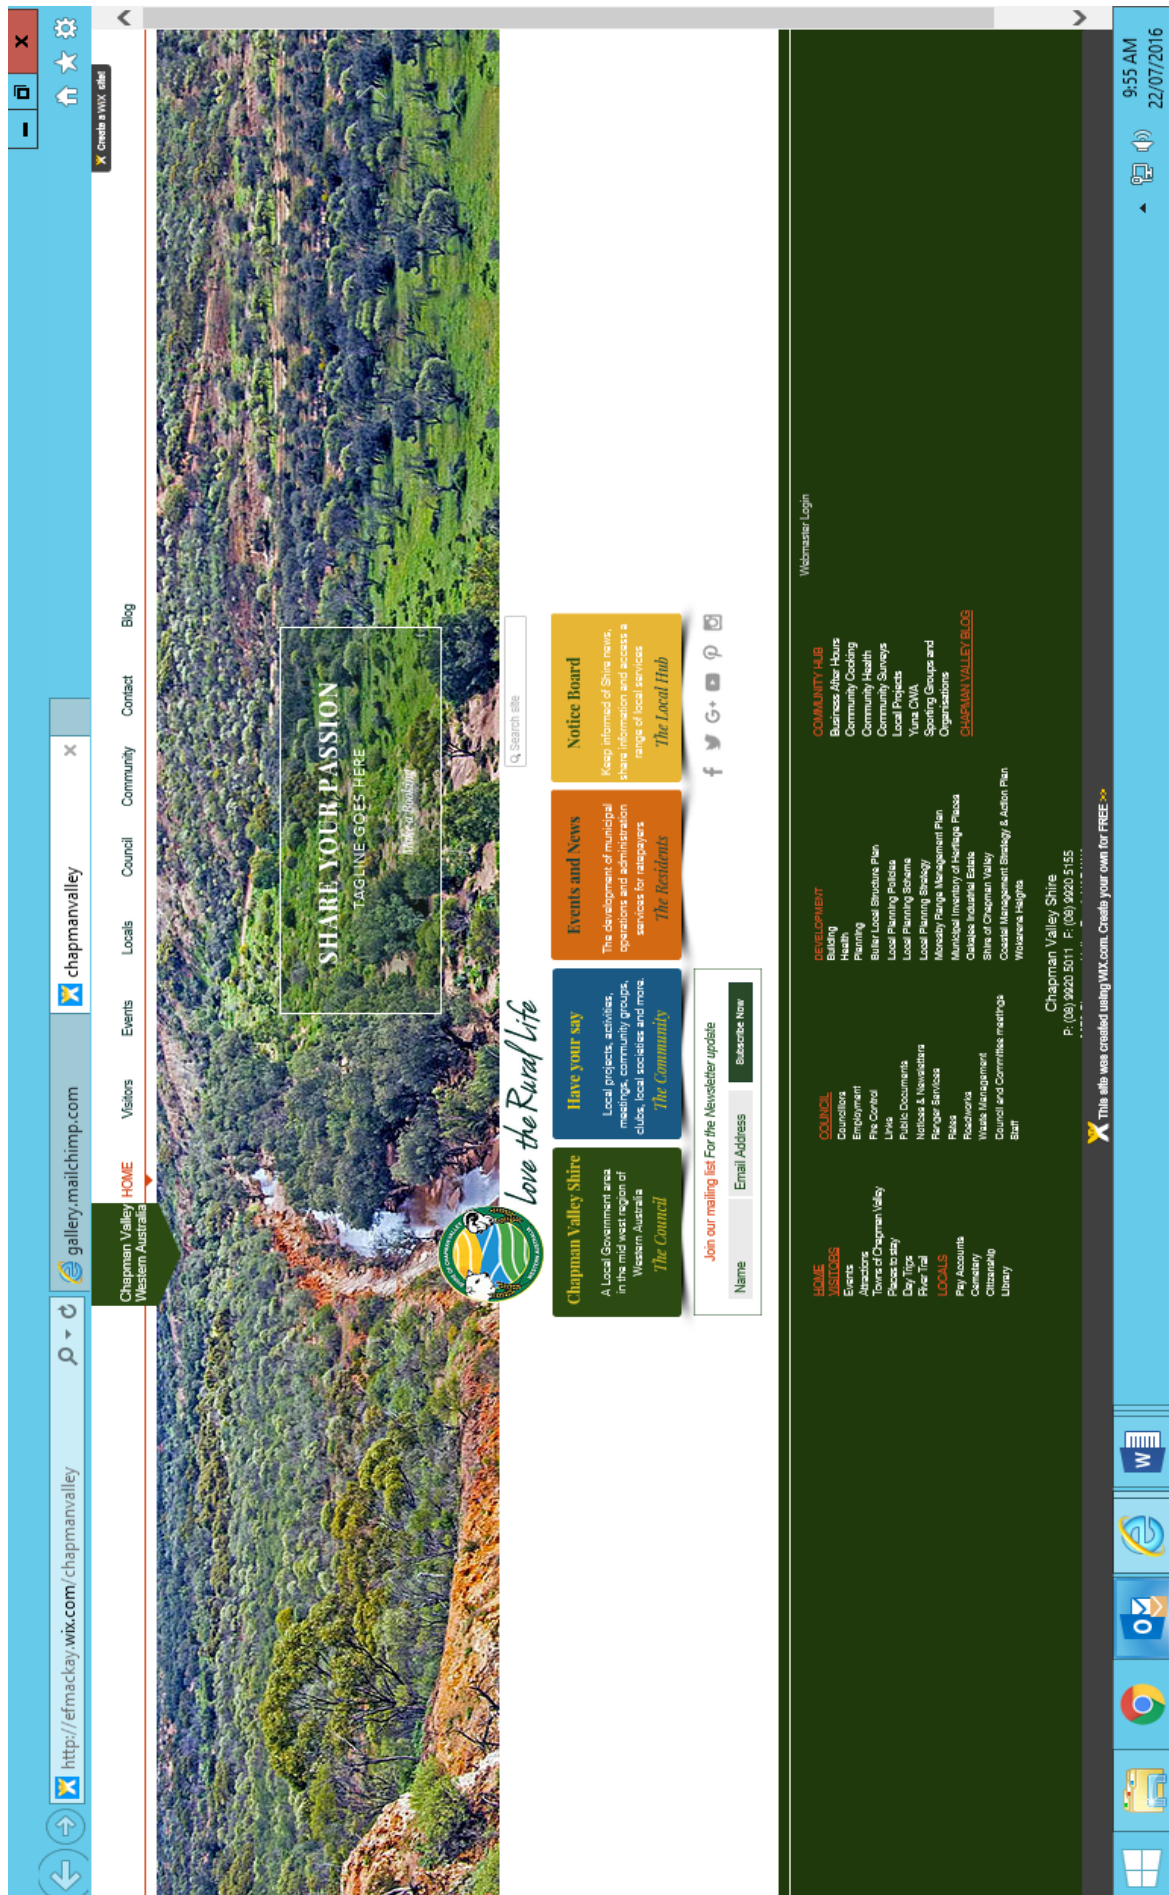 http://efmackay.wix.com/chapmanvalley
gallery.mailchimp.com
chapmanvalley
Create a WiX site!
Chapman Valley
Western Australia
HOME
Visitors
Events
Locals
Council
Community
Contact
Blog
SHARE YOUR PASSION
TAGLINE GOES HERE
Make a Booking
Love the Rural Life
Search site
Chapman Valley Shire
A Local Government area
in the mid west region of
Western Australia
The Council
Have your say
Local projects, activities,
meetings, community groups,
clubs, local societies and more.
The Community
Events and News
The development of municipal
operations and administration
services for ratepayers
The Residents
Notice Board
Keep informed of Shire news,
share information and access a
range of local services
The Local Hub
Join our mailing list For the Newsletter update
Name
Email Address
Subscribe Now
Webmaster Login
HOME
VISITORS
Events
Attractions
Towns of Chapman Valley
Places to stay
Day Trips
River Trail
LOCALS
Pay Accounts
Cemetery
Citizenship
Library
COUNCIL
Councillors
Employment
Fire Control
Links
Public Documents
Notices & Newsletters
Ranger Services
Rates
Roadworks
Waste Management
Council and Committee meetings
Staff
DEVELOPMENT
Building
Health
Planning
Buller Local Structure Plan
Local Planning Policies
Local Planning Scheme
Local Planning Strategy
Moresby Range Management Plan
Municipal Inventory of Heritage Places
Oakajee Industrial Estate
Shire of Chapman Valley
Coastal Management Strategy & Action Plan
Wokarena Heights
COMMUNITY HUB
Business After Hours
Community Cooking
Community Health
Community Surveys
Local Projects
Yuna CWA
Sporting Groups and
Organisations
CHAPMAN VALLEY BLOG
Chapman Valley Shire
P: (08) 9920 5011 F: (08) 9920 5155
This site was created using WIX.com. Create your own for FREE >>
9:55 AM
22/07/2016